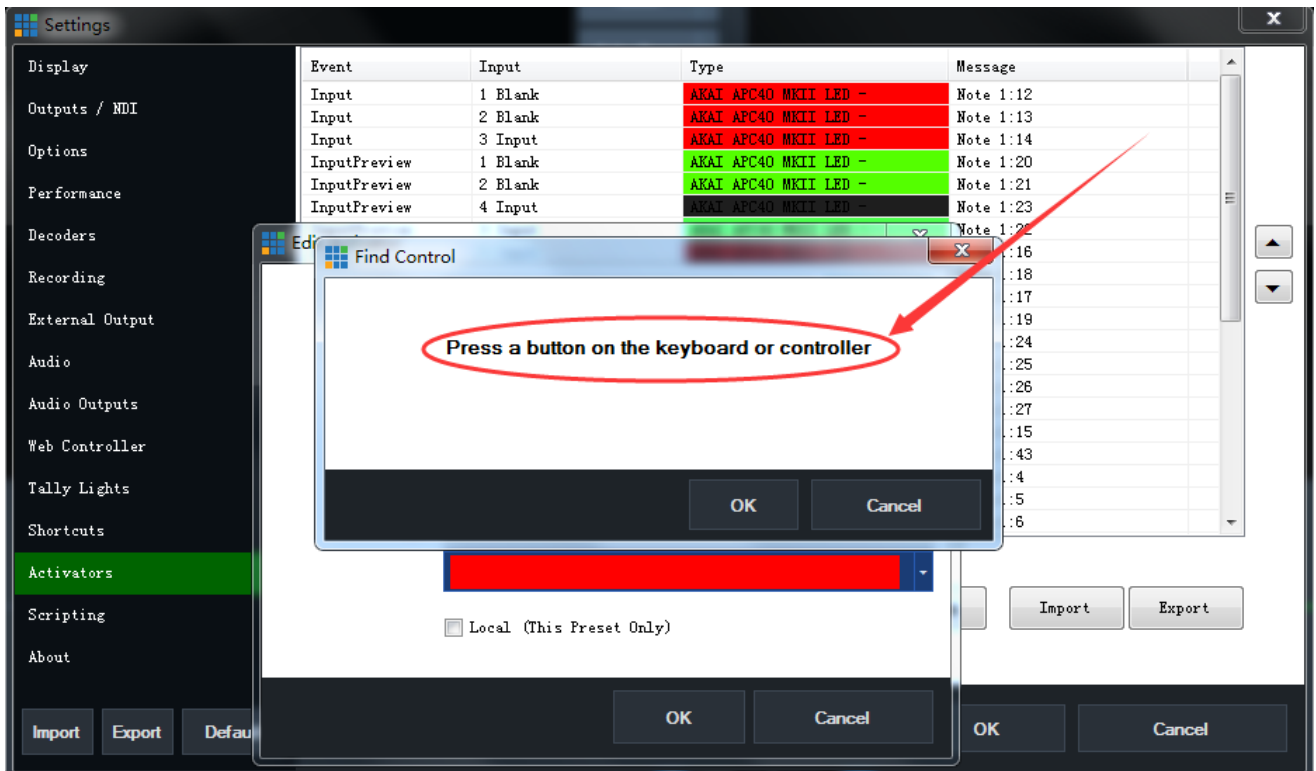 Settings
x
Display
Outputs / NDI
Options
Performance
Decoders
Recording
External Output
Audio
Audio Outputs
Web Controller
Tally Lights
Shortcuts
Activators
Scripting
About
Import Export Defau
Event Input Type Message
Input 1 Blank AKAI APC40 MKII LED - Note 1:12
Input 2 Blank AKAI APC40 MKII LED - Note 1:13
Input 3 Input AKAI APC40 MKII LED - Note 1:14
InputPreview 1 Blank AKAI APC40 MKII LED - Note 1:20
InputPreview 2 Blank AKAI APC40 MKII LED - Note 1:21
InputPreview 4 Input AKAI APC40 MKII LED - Note 1:23
Note 1:22
:16
:18
:17
:19
:24
:25
:26
:27
:15
:43
:4
:5
:6
Edi
Find Control
x
Press a button on the keyboard or controller
OK Cancel
Local (This Preset Only)
OK Cancel
Import Export
OK Cancel